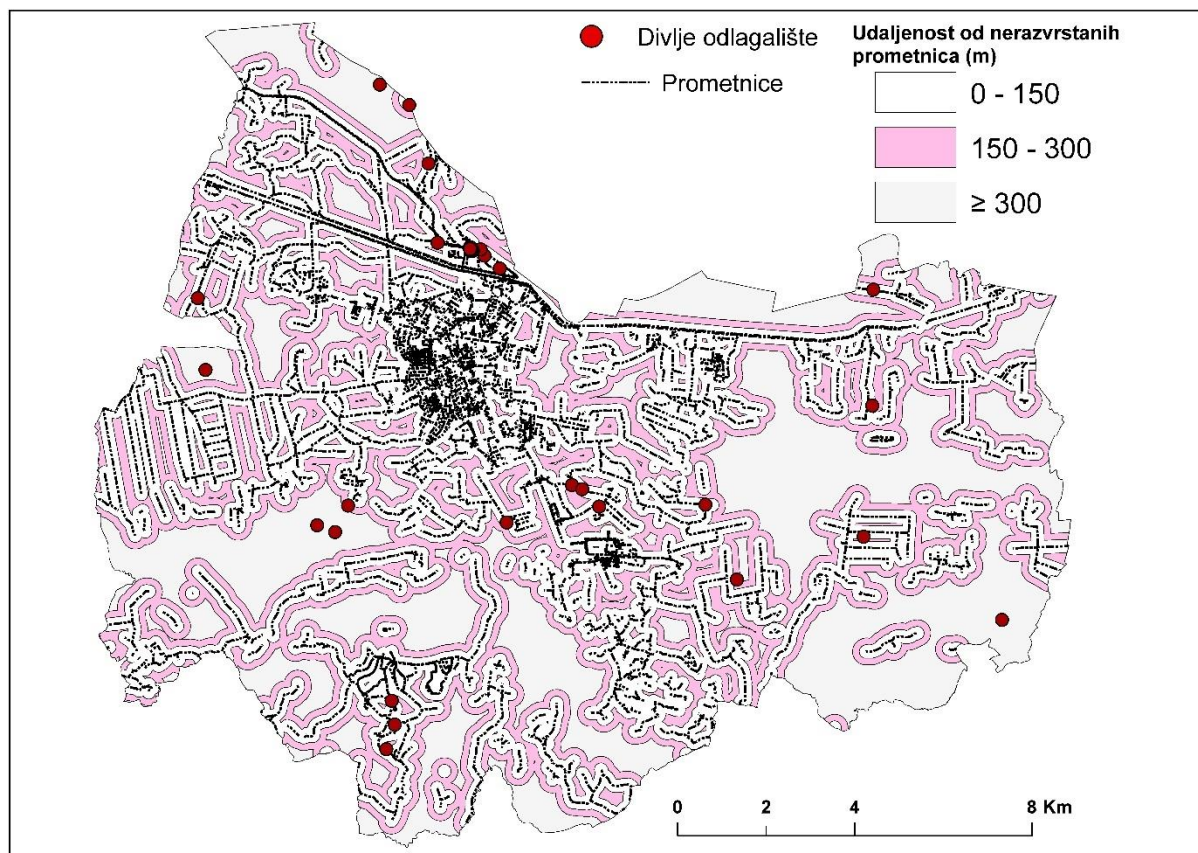 Divlje odlagalište
Prometnice
Udaljenost od nerazvrstanih
prometnica (m)
0 - 150
150 - 300
≥ 300
0 2 4 8 Km